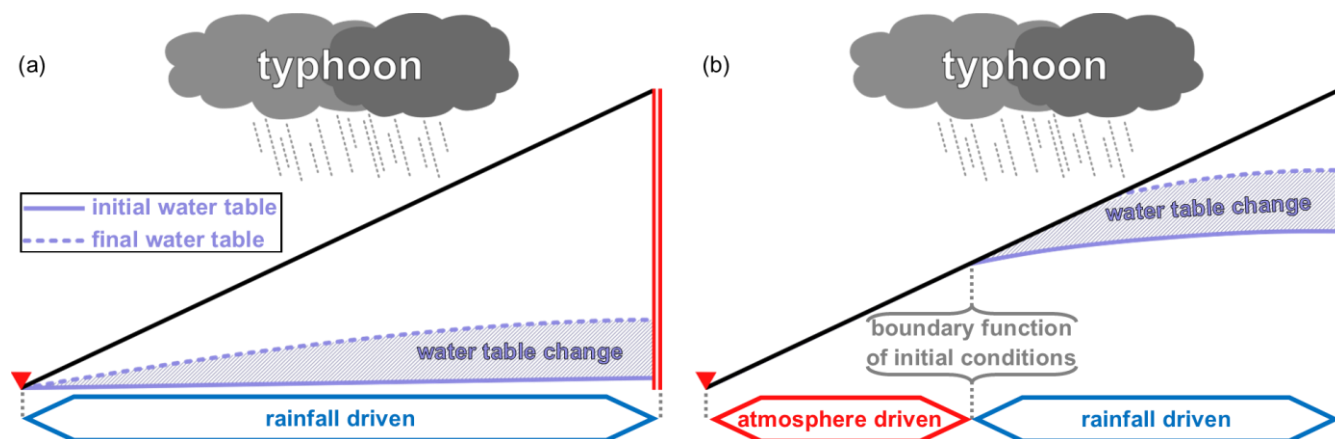 (a)
typhoon
initial water table
final water table
water table change
rainfall driven
(b)
typhoon
water table change
boundary function
of initial conditions
atmosphere driven
rainfall driven